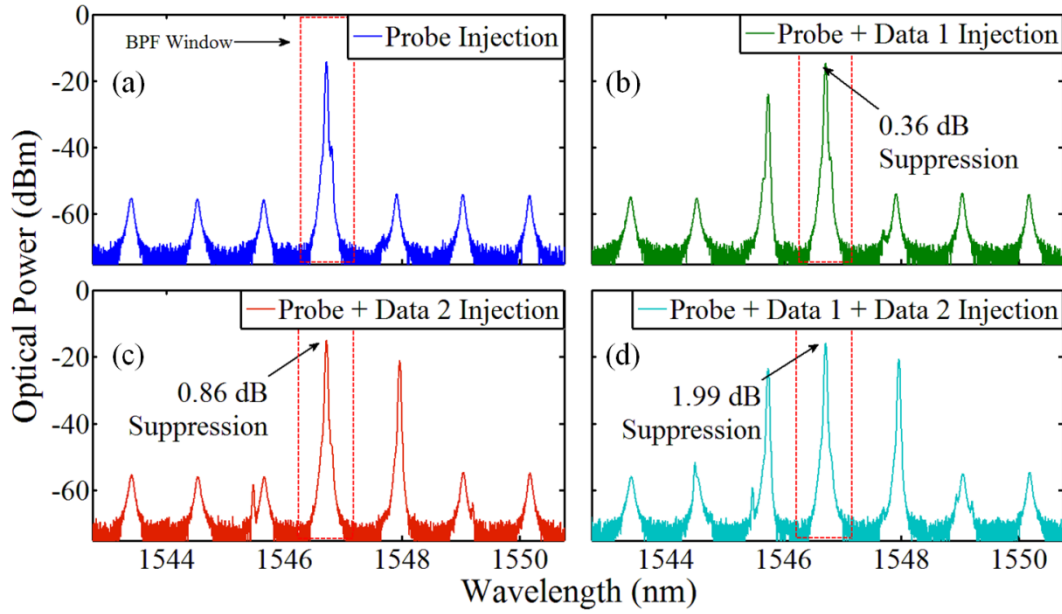 0
BPF Window
Probe Injection
Probe + Data 1 Injection
-20
(a)
(b)
0.36 dB
Suppression
-40
-60
Optical Power (dBm)
0
Probe + Data 2 Injection
Probe + Data 1 + Data 2 Injection
(c)
(d)
-20
0.86 dB
Suppression
1.99 dB
Suppression
-40
-60
1544 1546 1548 1550 1544 1546 1548 1550
Wavelength (nm)